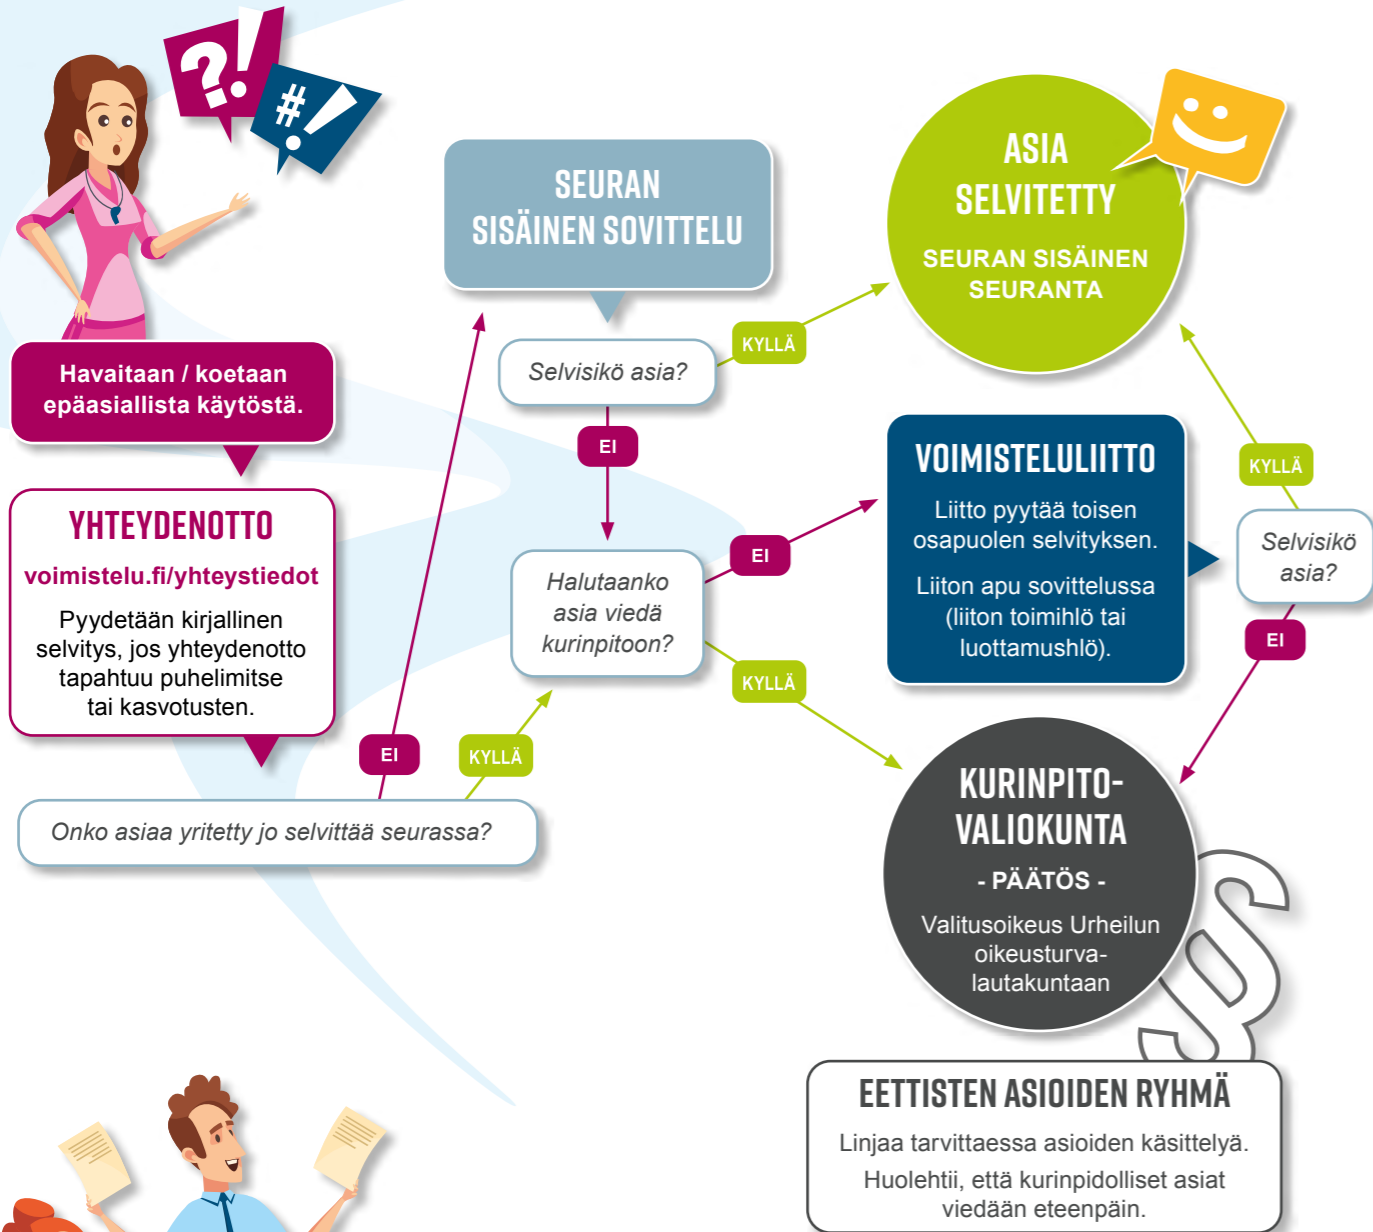 ?!
#!
Havaitaan / koetaan
epäasiallista käytöstä.
YHTEYDENOTTO
voimistelu.fi/yhteystiedot
Pyydetään kirjallinen
selvitys, jos yhteydenotto
tapahtuu puhelimitse
tai kasvotusten.
Onko asiaa yritetty jo selvittää seurassa?
EI
KYLLÄ
SEURAN
SISÄINEN SOVITTELU
Selvisikö asia?
KYLLÄ
EI
Halutaanko
asia viedä
kurinpitoon?
EI
KYLLÄ
ASIA
SELVITETTY
SEURAN SISÄINEN
SEURANTA
VOIMISTELULIITTO
Liitto pyytää toisen
osapuolen selvityksen.
Liiton apu sovittelussa
(liiton toimihlö tai
luottamushlö).
KYLLÄ
Selvisikö
asia?
EI
KURINPITO-
VALIOKUNTA
- PÄÄTÖS -
Valitusoikeus Urheilun
oikeusturva-
lautakuntaan
§
EETTISTEN ASIOIDEN RYHMÄ
Linjaa tarvittaessa asioiden käsittelyä.
Huolehtii, että kurinpidolliset asiat
viedään eteenpäin.